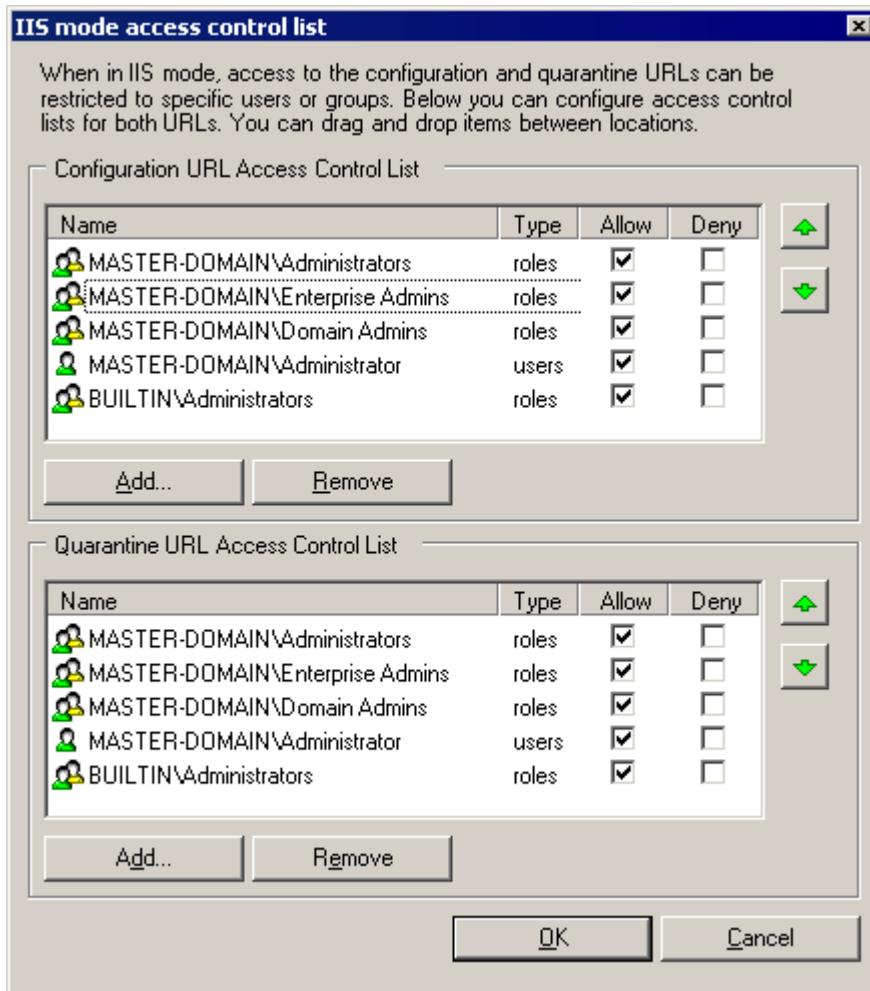 IIS mode access control list
When in IIS mode, access to the configuration and quarantine URLs can be
restricted to specific users or groups. Below you can configure access control
lists for both URLs. You can drag and drop items between locations.
Configuration URL Access Control List
Name Type Allow Deny
MASTER-DOMAIN\Administrators roles
MASTER-DOMAIN\Enterprise Admins roles
MASTER-DOMAIN\Domain Admins roles
MASTER-DOMAIN\Administrator users
BUILTIN\Administrators roles
Add... Remove
Quarantine URL Access Control List
Name Type Allow Deny
MASTER-DOMAIN\Administrators roles
MASTER-DOMAIN\Enterprise Admins roles
MASTER-DOMAIN\Domain Admins roles
MASTER-DOMAIN\Administrator users
BUILTIN\Administrators roles
Add... Remove
OK Cancel